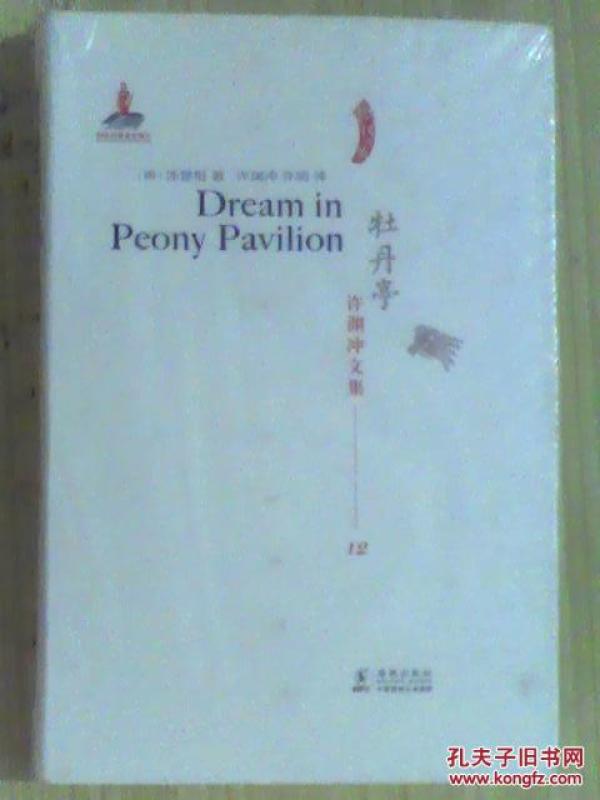 （明）汤显祖 著 许渊冲 许明 译
Dream in
Peony Pavilion
牡丹亭
许渊冲文集
12
海豚出版社
孔夫子旧书网
www.kongfz.com